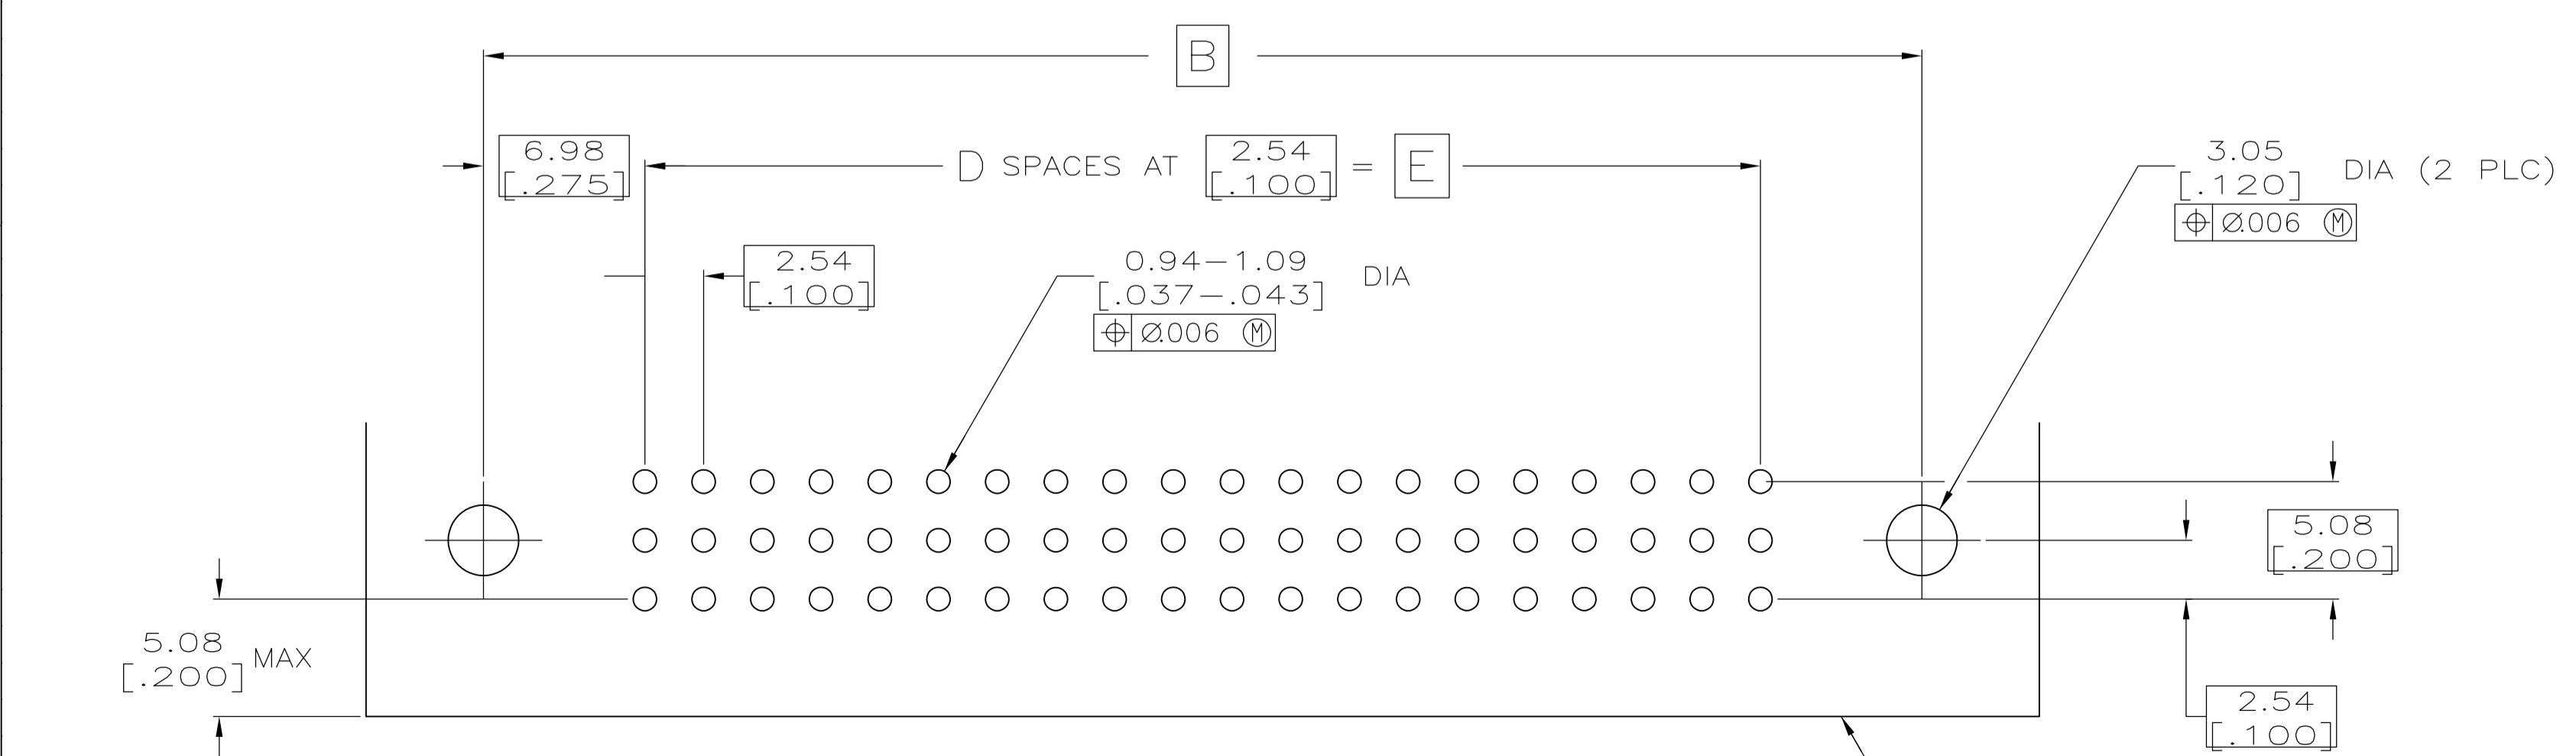 B
6.98
[.275]
D SPACES AT 2.54 = E
[.100]
3.05 DIA (2 PLC)
[.120]
⌖ Ø.006 Ⓜ
2.54
[.100]
0.94-1.09 DIA
[.037-.043]
⌖ Ø.006 Ⓜ
5.08
[.200]
5.08 MAX
[.200]
2.54
[.100]